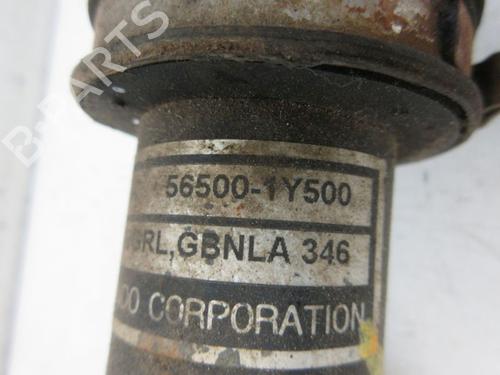 56500-1Y500
GRL,GBNLA 346
CORPORATION
B-PARTS